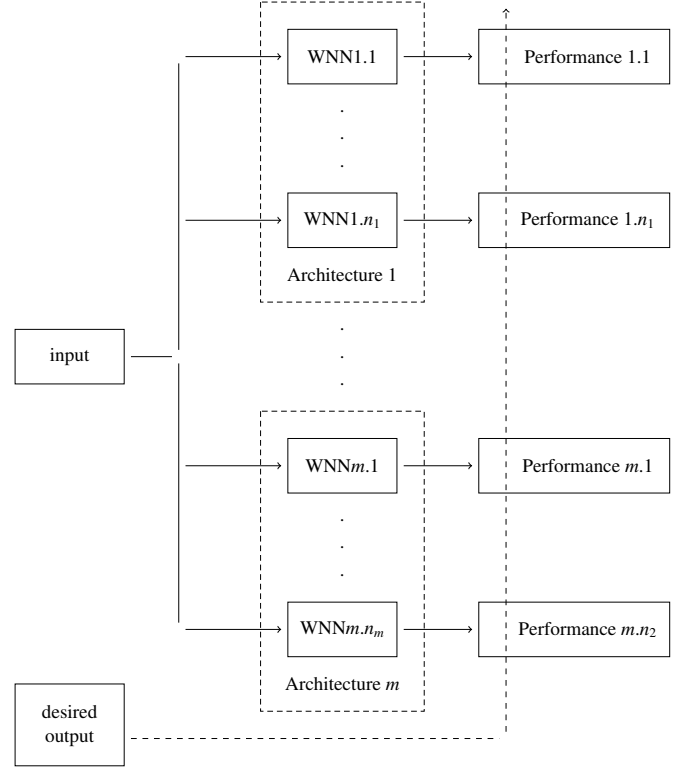 WNN1.1 Performance 1.1
.
.
.
WNN1.n₁ Performance 1.n₁
Architecture 1
.
.
.
input
WNNm.1 Performance m.1
.
.
.
WNNm.nₘ Performance m.n₂
Architecture m
desired
output